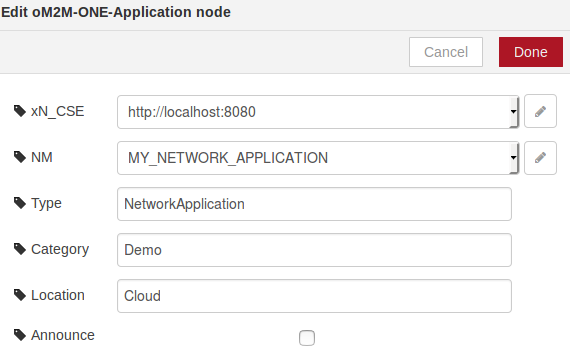 Edit oM2M-ONE-Application node
Cancel Done
xN_CSE http://localhost:8080
NM MY_NETWORK_APPLICATION
Type NetworkApplication
Category Demo
Location Cloud
Announce